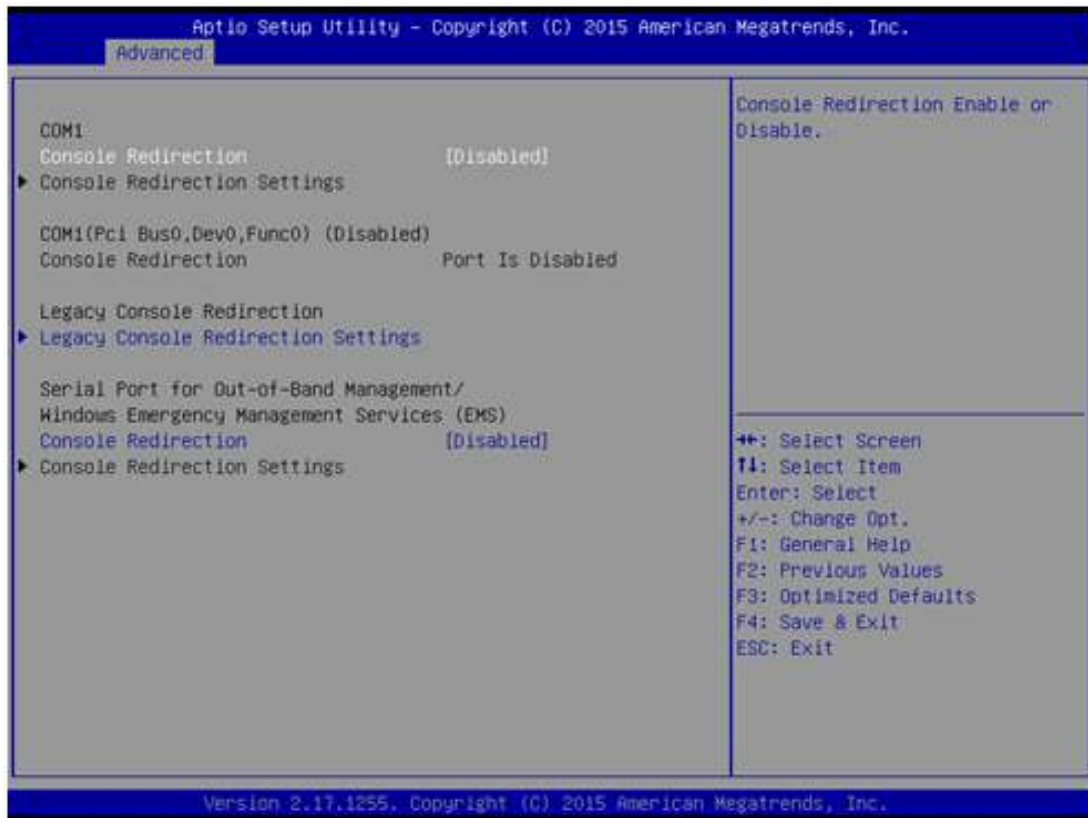 Aptio Setup Utility – Copyright (C) 2015 American Megatrends, Inc.
Advanced
COM1
Console Redirection [Disabled]
► Console Redirection Settings
COM1(Pci Bus0,Dev0,Func0) (Disabled)
Console Redirection Port Is Disabled
Legacy Console Redirection
► Legacy Console Redirection Settings
Serial Port for Out-of-Band Management/
Windows Emergency Management Services (EMS)
Console Redirection [Disabled]
► Console Redirection Settings
Console Redirection Enable or
Disable.
→←: Select Screen
↑↓: Select Item
Enter: Select
+/-: Change Opt.
F1: General Help
F2: Previous Values
F3: Optimized Defaults
F4: Save & Exit
ESC: Exit
Version 2.17.1255. Copyright (C) 2015 American Megatrends, Inc.